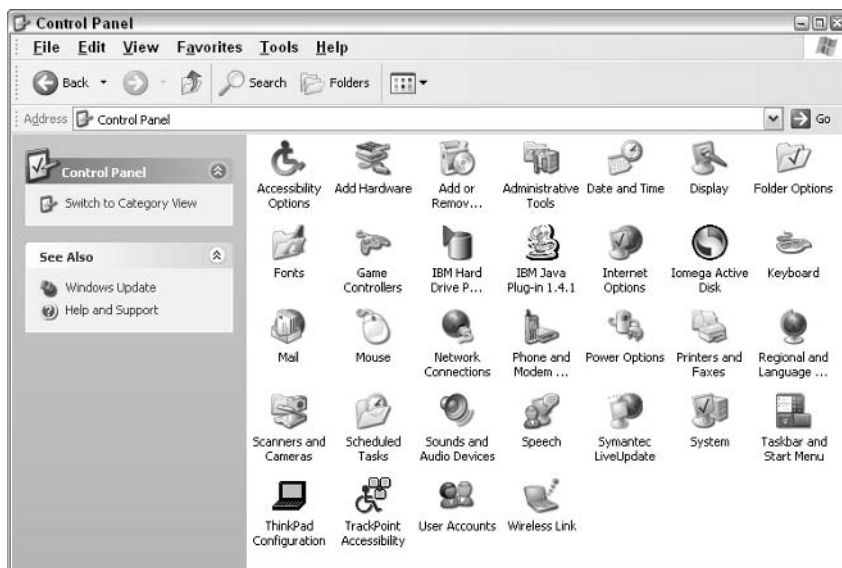 Control Panel
File Edit View Favorites Tools Help
Back Search Folders
Address Control Panel Go
Control Panel
Switch to Category View
See Also
Windows Update
Help and Support
Accessibility Options
Add Hardware
Add or Remov...
Administrative Tools
Date and Time
Display
Folder Options
Fonts
Game Controllers
IBM Hard Drive P...
IBM Java Plug-in 1.4.1
Internet Options
Iomega Active Disk
Keyboard
Mail
Mouse
Network Connections
Phone and Modem ...
Power Options
Printers and Faxes
Regional and Language ...
Scanners and Cameras
Scheduled Tasks
Sounds and Audio Devices
Speech
Symantec LiveUpdate
System
Taskbar and Start Menu
ThinkPad Configuration
TrackPoint Accessibility
User Accounts
Wireless Link